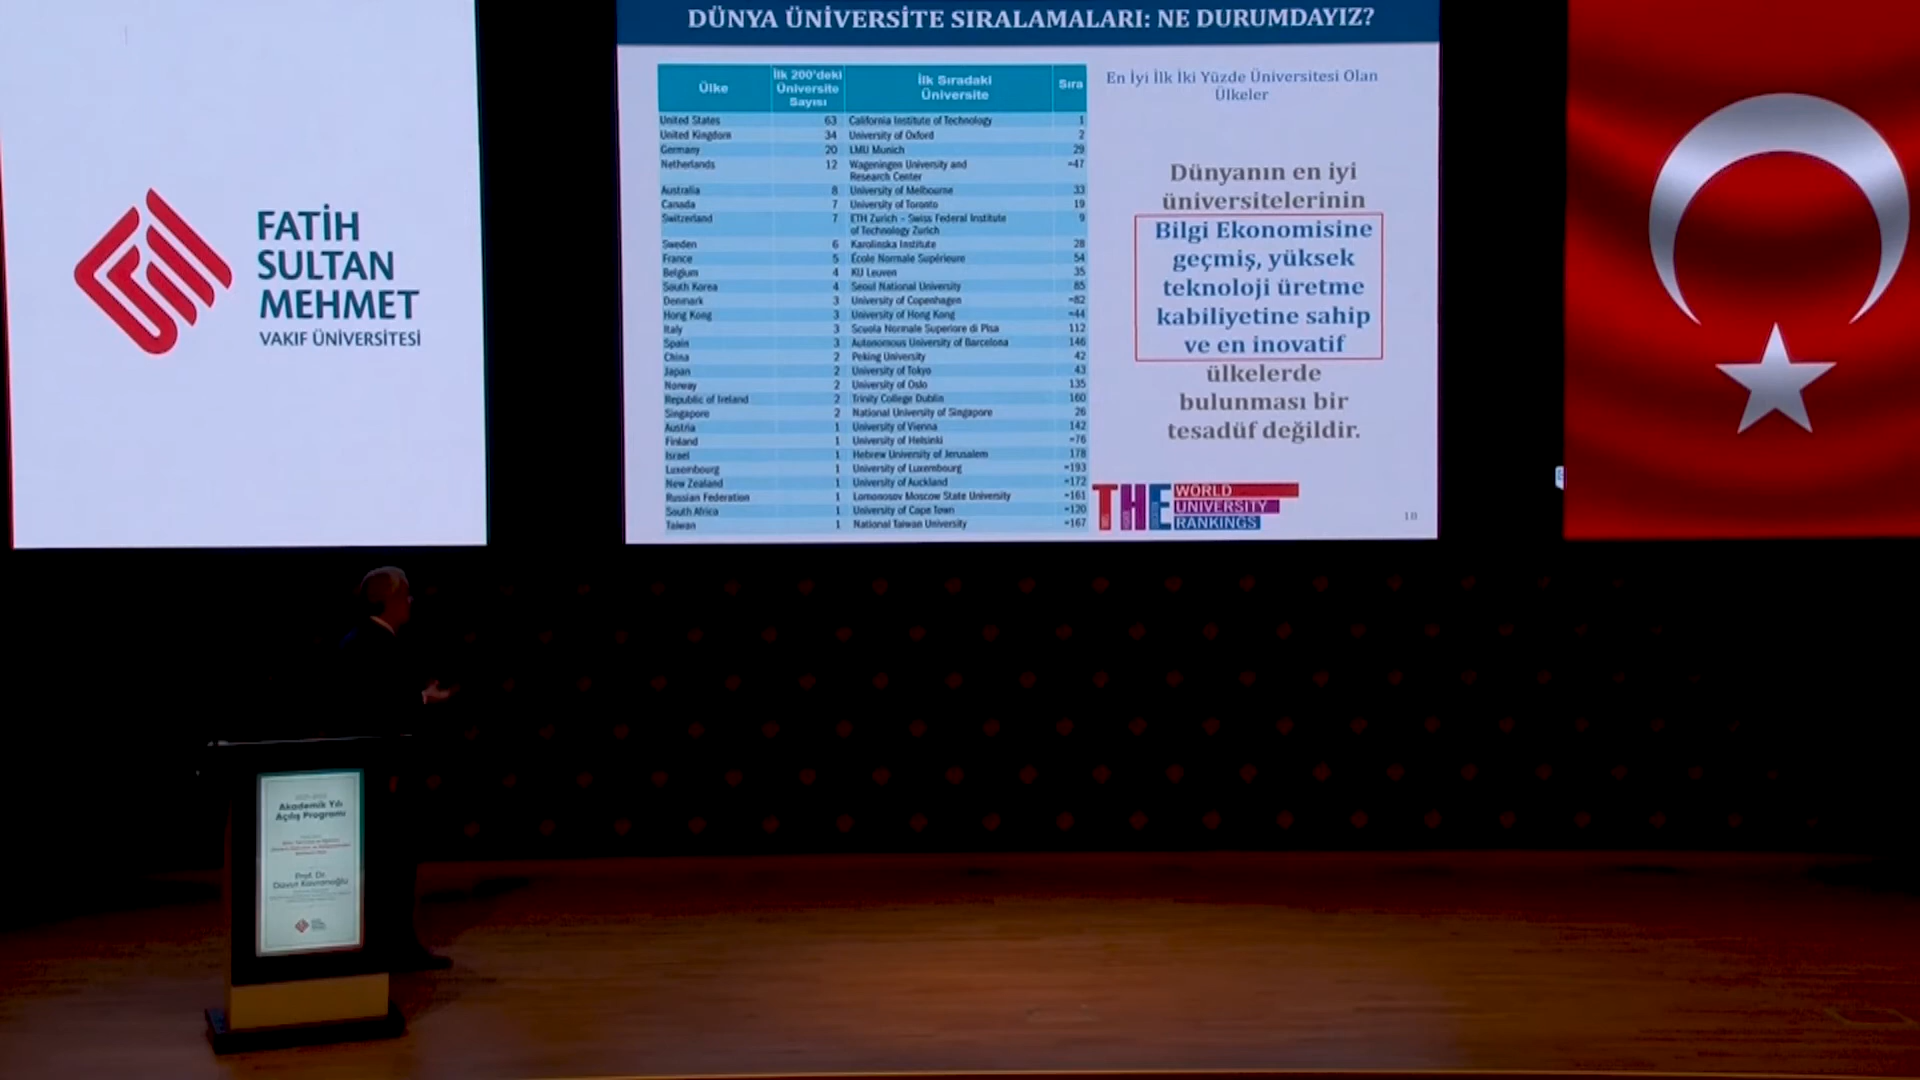 FATİH
SULTAN
MEHMET
VAKIF ÜNİVERSİTESİ
DÜNYA ÜNİVERSİTE SIRALAMALARI: NE DURUMDAYIZ?
Ülke İlk 200'deki Üniversite Sayısı İlk Sıradaki Üniversite Sıra
United States 63 California Institute of Technology 1
United Kingdom 34 University of Oxford 2
Germany 20 LMU Munich 29
Netherlands 12 Wageningen University and Research Center =47
Australia 8 University of Melbourne 33
Canada 7 University of Toronto 19
Switzerland 7 ETH Zurich – Swiss Federal Institute of Technology Zurich 9
Sweden 6 Karolinska Institute 28
France 5 École Normale Supérieure 54
Belgium 4 KU Leuven 35
South Korea 4 Seoul National University 85
Denmark 3 University of Copenhagen =82
Hong Kong 3 University of Hong Kong =44
Italy 3 Scuola Normale Superiore di Pisa 112
Spain 3 Autonomous University of Barcelona 146
China 2 Peking University 42
Japan 2 University of Tokyo 43
Norway 2 University of Oslo 135
Republic of Ireland 2 Trinity College Dublin 160
Singapore 2 National University of Singapore 26
Austria 1 University of Vienna 142
Finland 1 University of Helsinki =76
Israel 1 Hebrew University of Jerusalem 178
Luxembourg 1 University of Luxembourg =193
New Zealand 1 University of Auckland =172
Russian Federation 1 Lomonosov Moscow State University =161
South Africa 1 University of Cape Town =120
Taiwan 1 National Taiwan University =167
En İyi İlk İki Yüzde Üniversitesi Olan
Ülkeler
Dünyanın en iyi
üniversitelerinin
Bilgi Ekonomisine
geçmiş, yüksek
teknoloji üretme
kabiliyetine sahip
ve en inovatif
ülkelerde
bulunması bir
tesadüf değildir.
THE WORLD
UNIVERSITY
RANKINGS
18
Akademik Yılı
Açılış Programı
Prof. Dr.
Davut Kavranoğlu